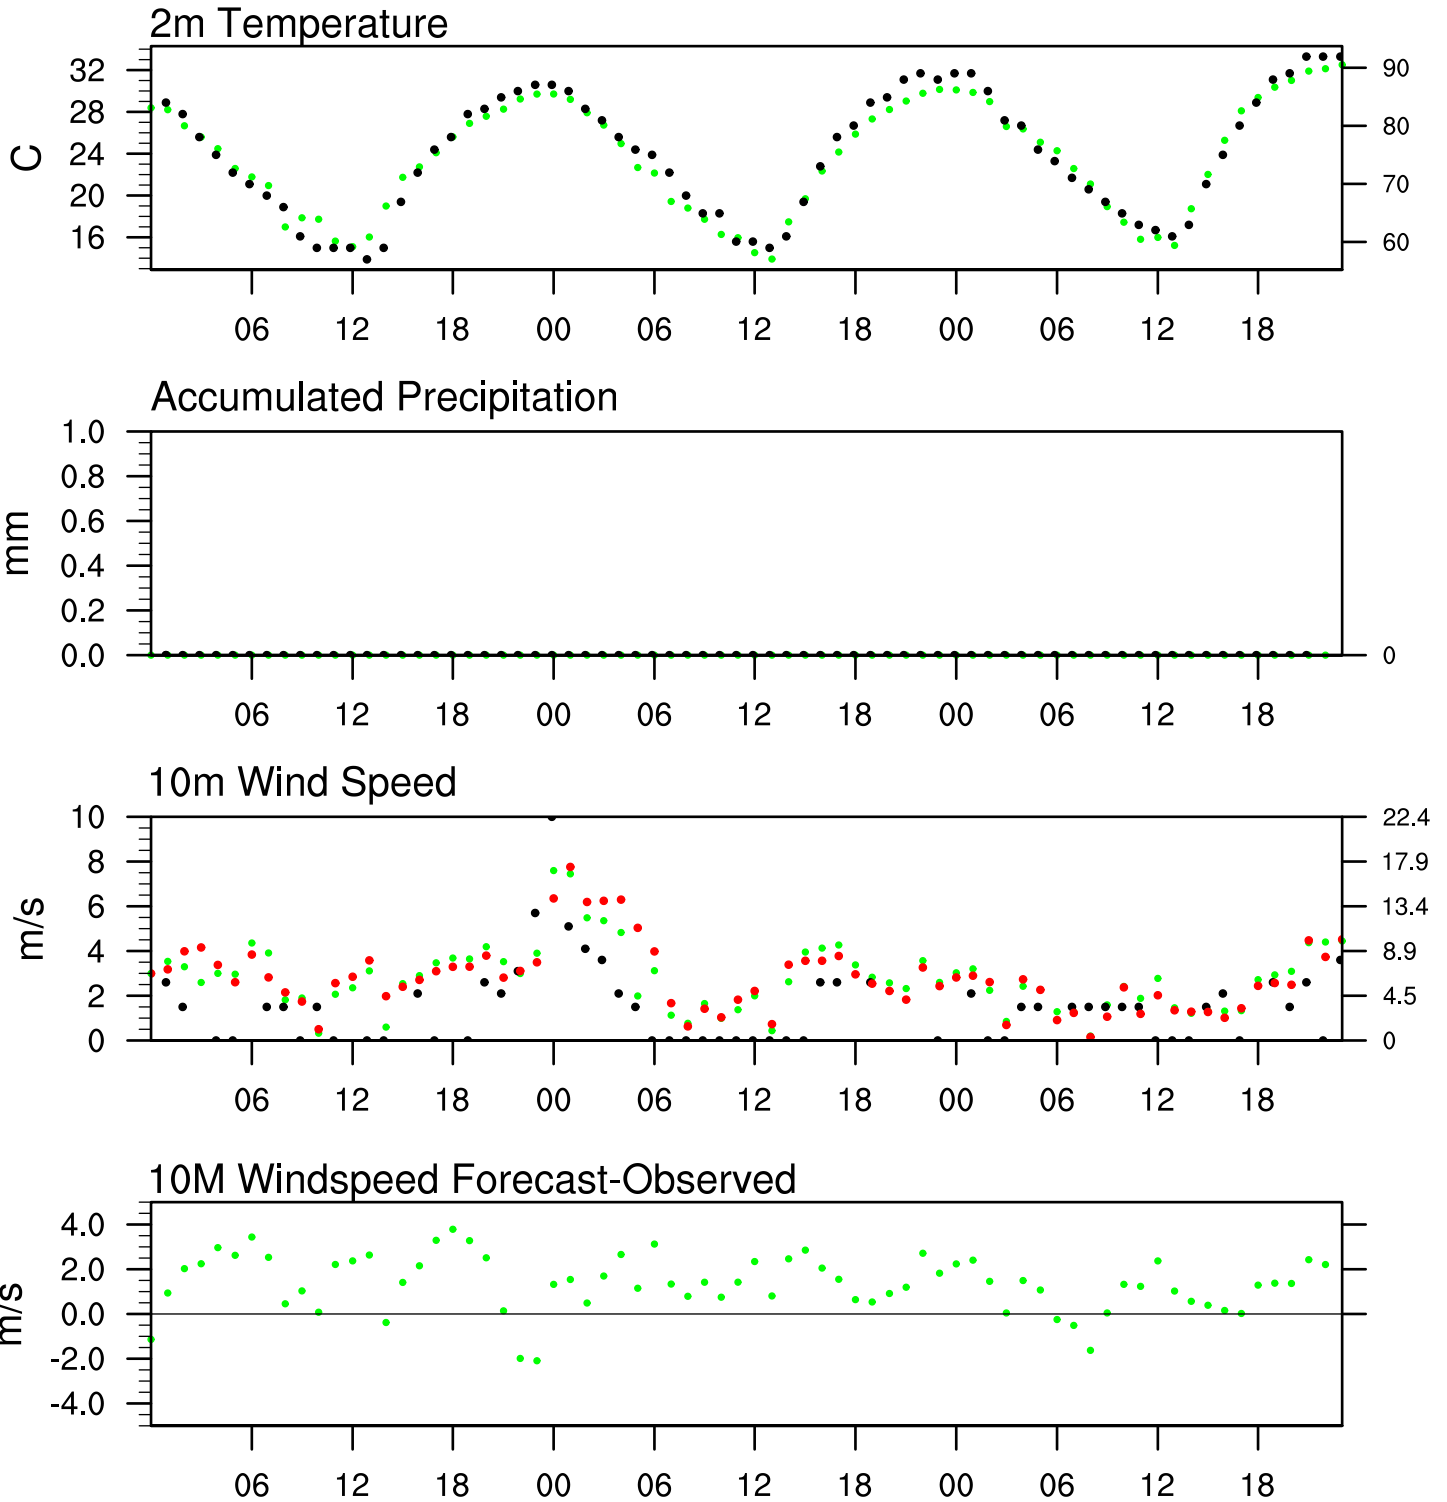 2m Temperature
32
28
24
20
16
C
90
80
70
60
06 12 18 00 06 12 18 00 06 12 18
Accumulated Precipitation
1.0
0.8
0.6
0.4
0.2
0.0
mm
0
06 12 18 00 06 12 18 00 06 12 18
10m Wind Speed
10
8
6
4
2
0
m/s
22.4
17.9
13.4
8.9
4.5
0
06 12 18 00 06 12 18 00 06 12 18
10M Windspeed Forecast-Observed
4.0
2.0
0.0
-2.0
-4.0
m/s
06 12 18 00 06 12 18 00 06 12 18